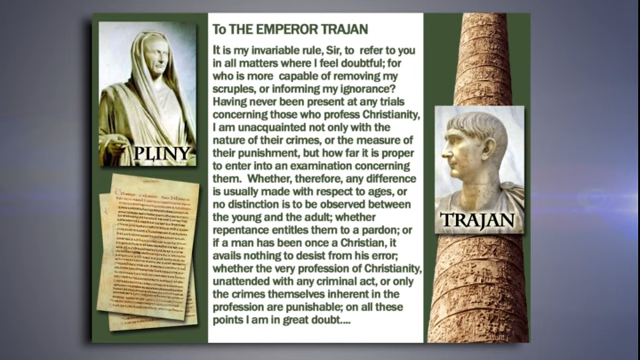 To THE EMPEROR TRAJAN
It is my invariable rule, Sir, to refer to you
in all matters where I feel doubtful; for
who is more capable of removing my
scruples, or informing my ignorance?
Having never been present at any trials
concerning those who profess Christianity,
I am unacquainted not only with the
nature of their crimes, or the measure of
their punishment, but how far it is proper
to enter into an examination concerning
them. Whether, therefore, any difference
is usually made with respect to ages, or
no distinction is to be observed between
the young and the adult; whether
repentance entitles them to a pardon; or
if a man has been once a Christian, it
avails nothing to desist from his error;
whether the very profession of Christianity,
unattended with any criminal act, or only
the crimes themselves inherent in the
profession are punishable; on all these
points I am in great doubt....
PLINY
TRAJAN